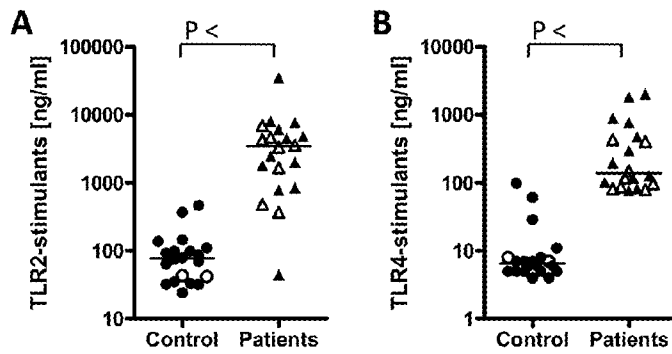 A
P <
TLR2-stimulants [ng/ml]
100000
10000
1000
100
10
Control
Patients
B
P <
TLR4-stimulants [ng/ml]
10000
1000
100
10
1
Control
Patients